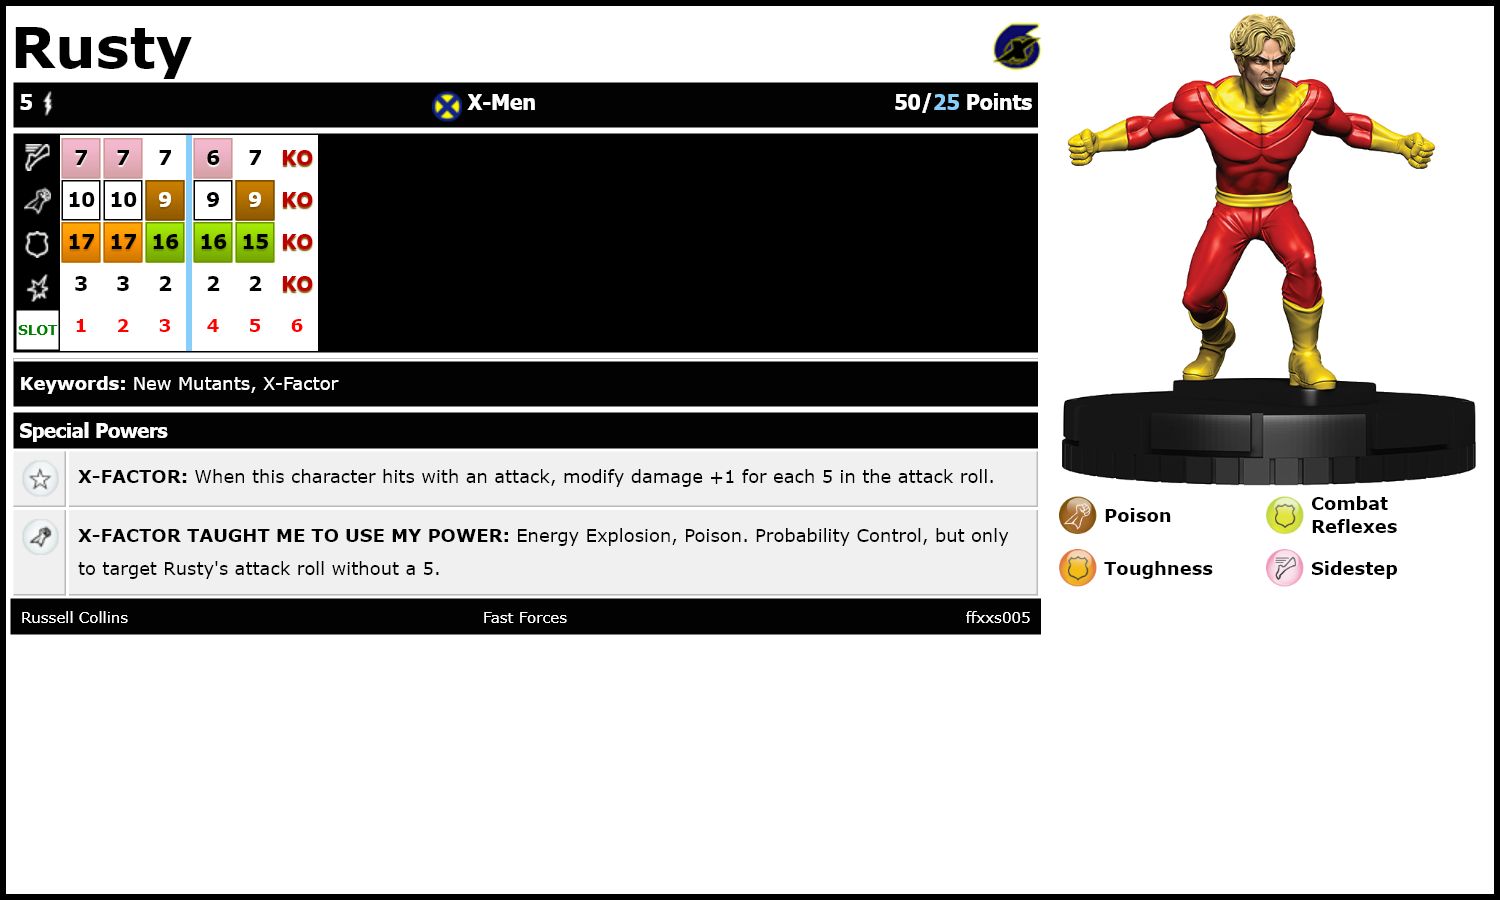 Rusty
5 X-Men 50/25 Points
7 7 7 6 7 KO
10 10 9 9 9 KO
17 17 16 16 15 KO
3 3 2 2 2 KO
SLOT 1 2 3 4 5 6
Keywords: New Mutants, X-Factor
Special Powers
X-FACTOR: When this character hits with an attack, modify damage +1 for each 5 in the attack roll.
X-FACTOR TAUGHT ME TO USE MY POWER: Energy Explosion, Poison. Probability Control, but only
to target Rusty's attack roll without a 5.
Russell Collins Fast Forces ffxxs005
Poison
Combat
Reflexes
Toughness
Sidestep